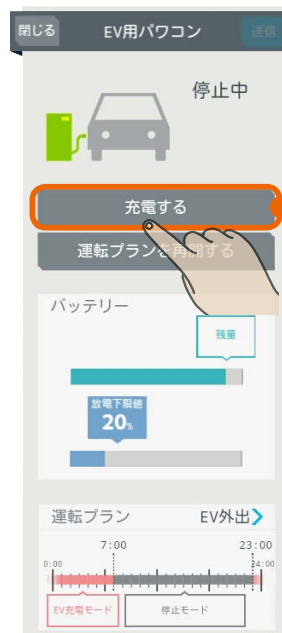 閉じる EV用パワコン 送信
停止中
充電する
運転プランを再開する
バッテリー
残量
放電下限値
20%
運転プラン EV外出
7:00 23:00
0:00 24:00
EV充電モード 停止モード